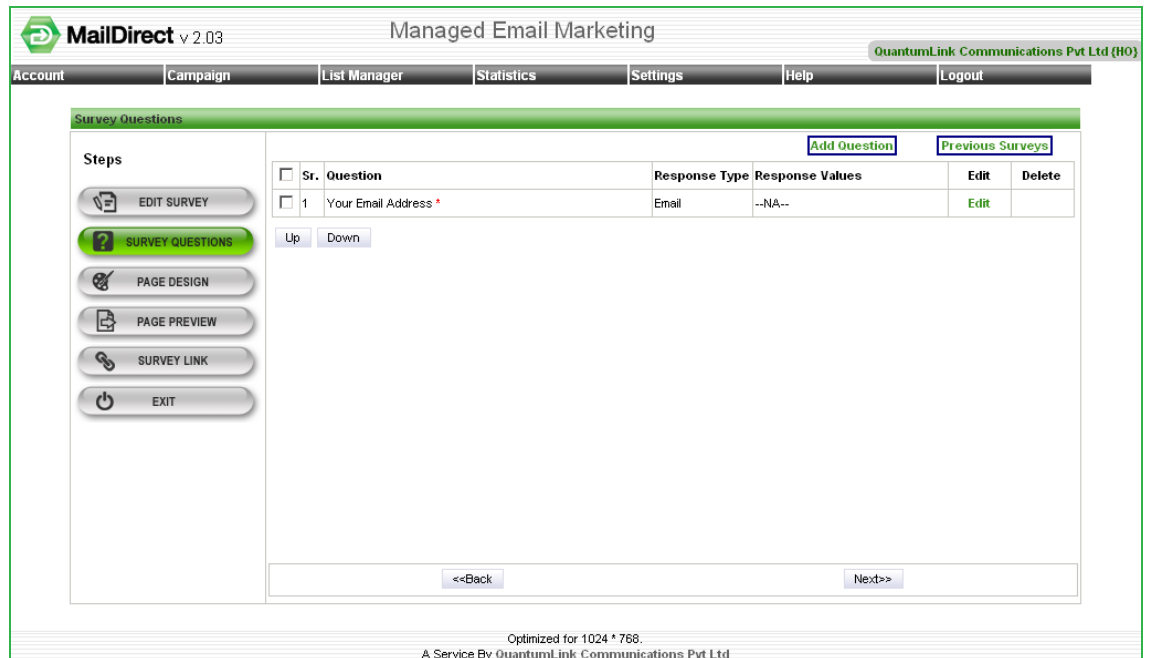 MailDirect v 2.03
Managed Email Marketing
QuantumLink Communications Pvt Ltd {HO}
Account Campaign List Manager Statistics Settings Help Logout
Survey Questions
Steps
EDIT SURVEY
SURVEY QUESTIONS
PAGE DESIGN
PAGE PREVIEW
SURVEY LINK
EXIT
Add Question Previous Surveys
Sr. Question Response Type Response Values Edit Delete
1 Your Email Address * Email --NA-- Edit
Up Down
<<Back Next>>
Optimized for 1024 * 768.
A Service By QuantumLink Communications Pvt Ltd